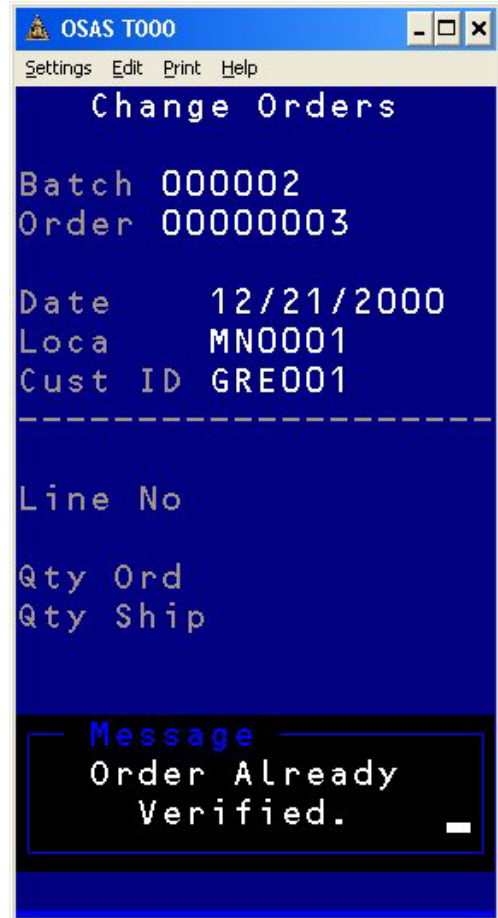 OSAS T000
Settings Edit Print Help
Change Orders
Batch 000002
Order 00000003
Date 12/21/2000
Loca MN0001
Cust ID GRE001
Line No
Qty Ord
Qty Ship
Message
Order Already
Verified.